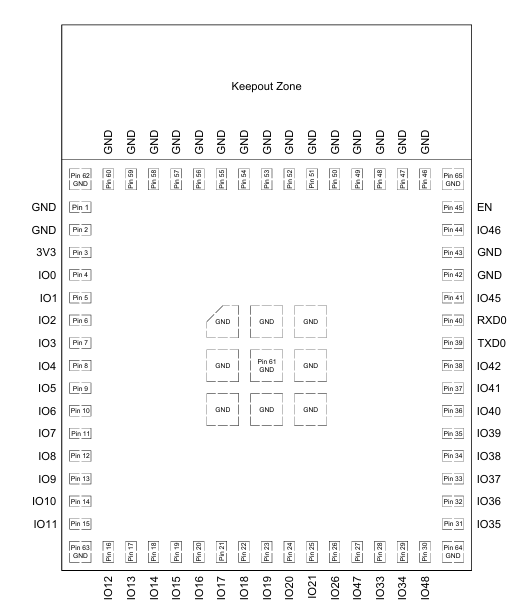 Keepout Zone
GND GND GND GND GND GND GND GND GND GND GND GND GND GND GND
Pin 62 GND Pin 60 Pin 59 Pin 58 Pin 57 Pin 56 Pin 55 Pin 54 Pin 53 Pin 52 Pin 51 Pin 50 Pin 49 Pin 48 Pin 47 Pin 46 Pin 65 GND
GND Pin 1 Pin 45 EN
GND Pin 2 Pin 44 IO46
3V3 Pin 3 Pin 43 GND
IO0 Pin 4 Pin 42 GND
IO1 Pin 5 Pin 41 IO45
IO2 Pin 6 GND GND GND Pin 40 RXD0
IO3 Pin 7 Pin 39 TXD0
IO4 Pin 8 GND Pin 61 GND GND Pin 38 IO42
IO5 Pin 9 Pin 37 IO41
IO6 Pin 10 GND GND GND Pin 36 IO40
IO7 Pin 11 Pin 35 IO39
IO8 Pin 12 Pin 34 IO38
IO9 Pin 13 Pin 33 IO37
IO10 Pin 14 Pin 32 IO36
IO11 Pin 15 Pin 31 IO35
Pin 63 GND Pin 16 Pin 17 Pin 18 Pin 19 Pin 20 Pin 21 Pin 22 Pin 23 Pin 24 Pin 25 Pin 26 Pin 27 Pin 28 Pin 29 Pin 30 Pin 64 GND
IO12 IO13 IO14 IO15 IO16 IO17 IO18 IO19 IO20 IO21 IO26 IO47 IO33 IO34 IO48